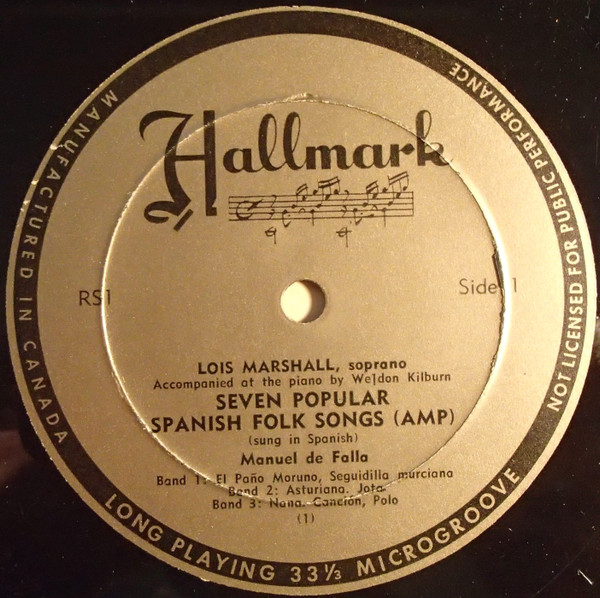 Hallmark
RS1
Side 1
LOIS MARSHALL, soprano
Accompanied at the piano by Weldon Kilburn
SEVEN POPULAR
SPANISH FOLK SONGS (AMP)
(sung in Spanish)
Manuel de Falla
Band 1: El Paño Moruno, Seguidilla murciana
Band 2: Asturiana. Jota
Band 3: Nana. Canción, Polo
(1)
MANUFACTURED IN CANADA
LONG PLAYING 33⅓ MICROGROOVE
NOT LICENSED FOR PUBLIC PERFORMANCE